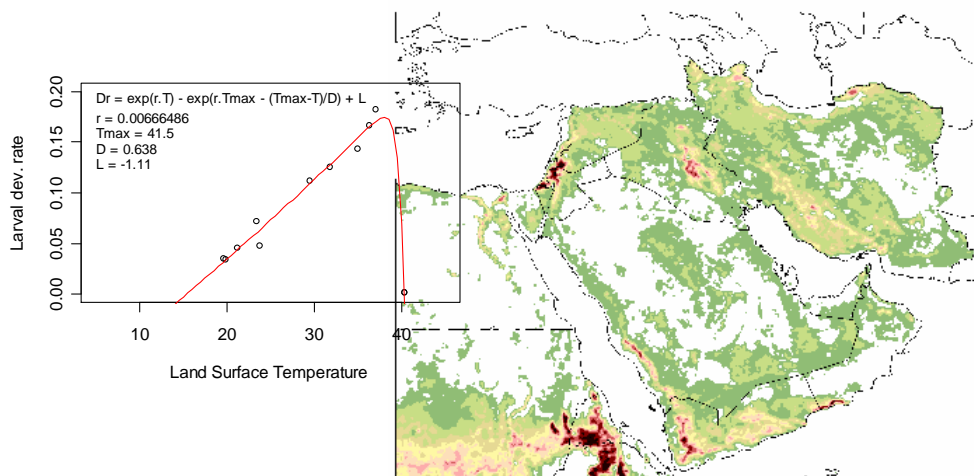 Dr = exp(r.T) - exp(r.Tmax - (Tmax-T)/D) + L
r = 0.00666486
Tmax = 41.5
D = 0.638
L = -1.11
Larval dev. rate
0.20
0.15
0.10
0.05
0.00
10 20 30 40
Land Surface Temperature